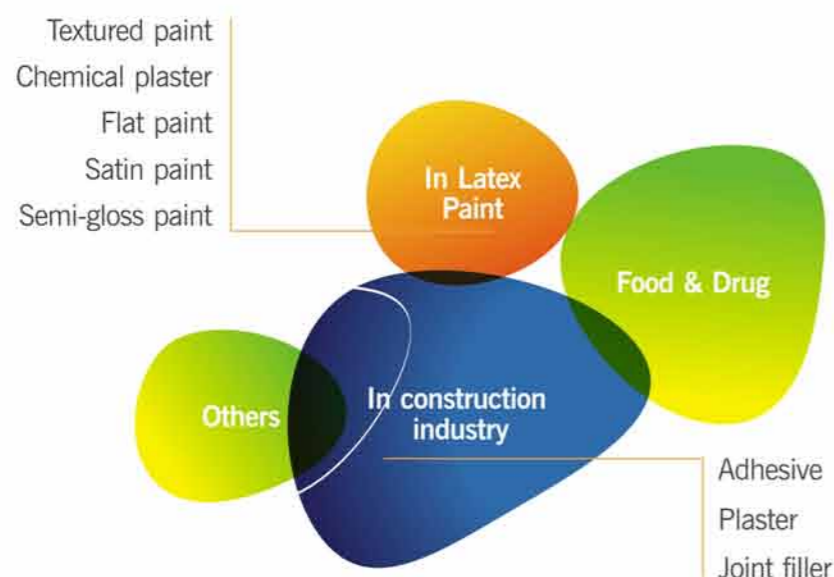 Textured paint
Chemical plaster
Flat paint
Satin paint
Semi-gloss paint
In Latex
Paint
Food & Drug
Others
In construction
industry
Adhesive
Plaster
Joint filler